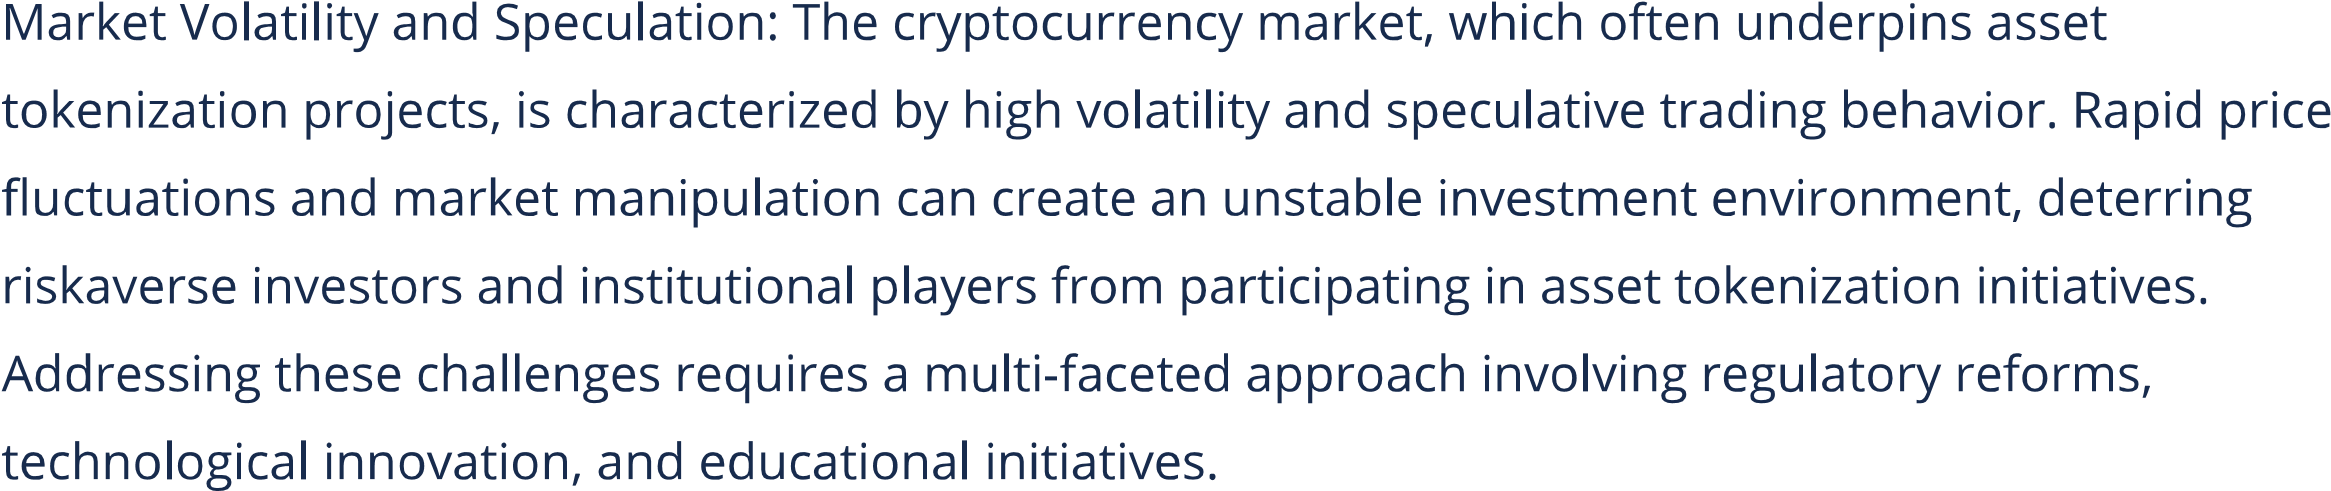 Market Volatility and Speculation: The cryptocurrency market, which often underpins asset
tokenization projects, is characterized by high volatility and speculative trading behavior. Rapid price
fluctuations and market manipulation can create an unstable investment environment, deterring
riskaverse investors and institutional players from participating in asset tokenization initiatives.
Addressing these challenges requires a multi-faceted approach involving regulatory reforms,
technological innovation, and educational initiatives.